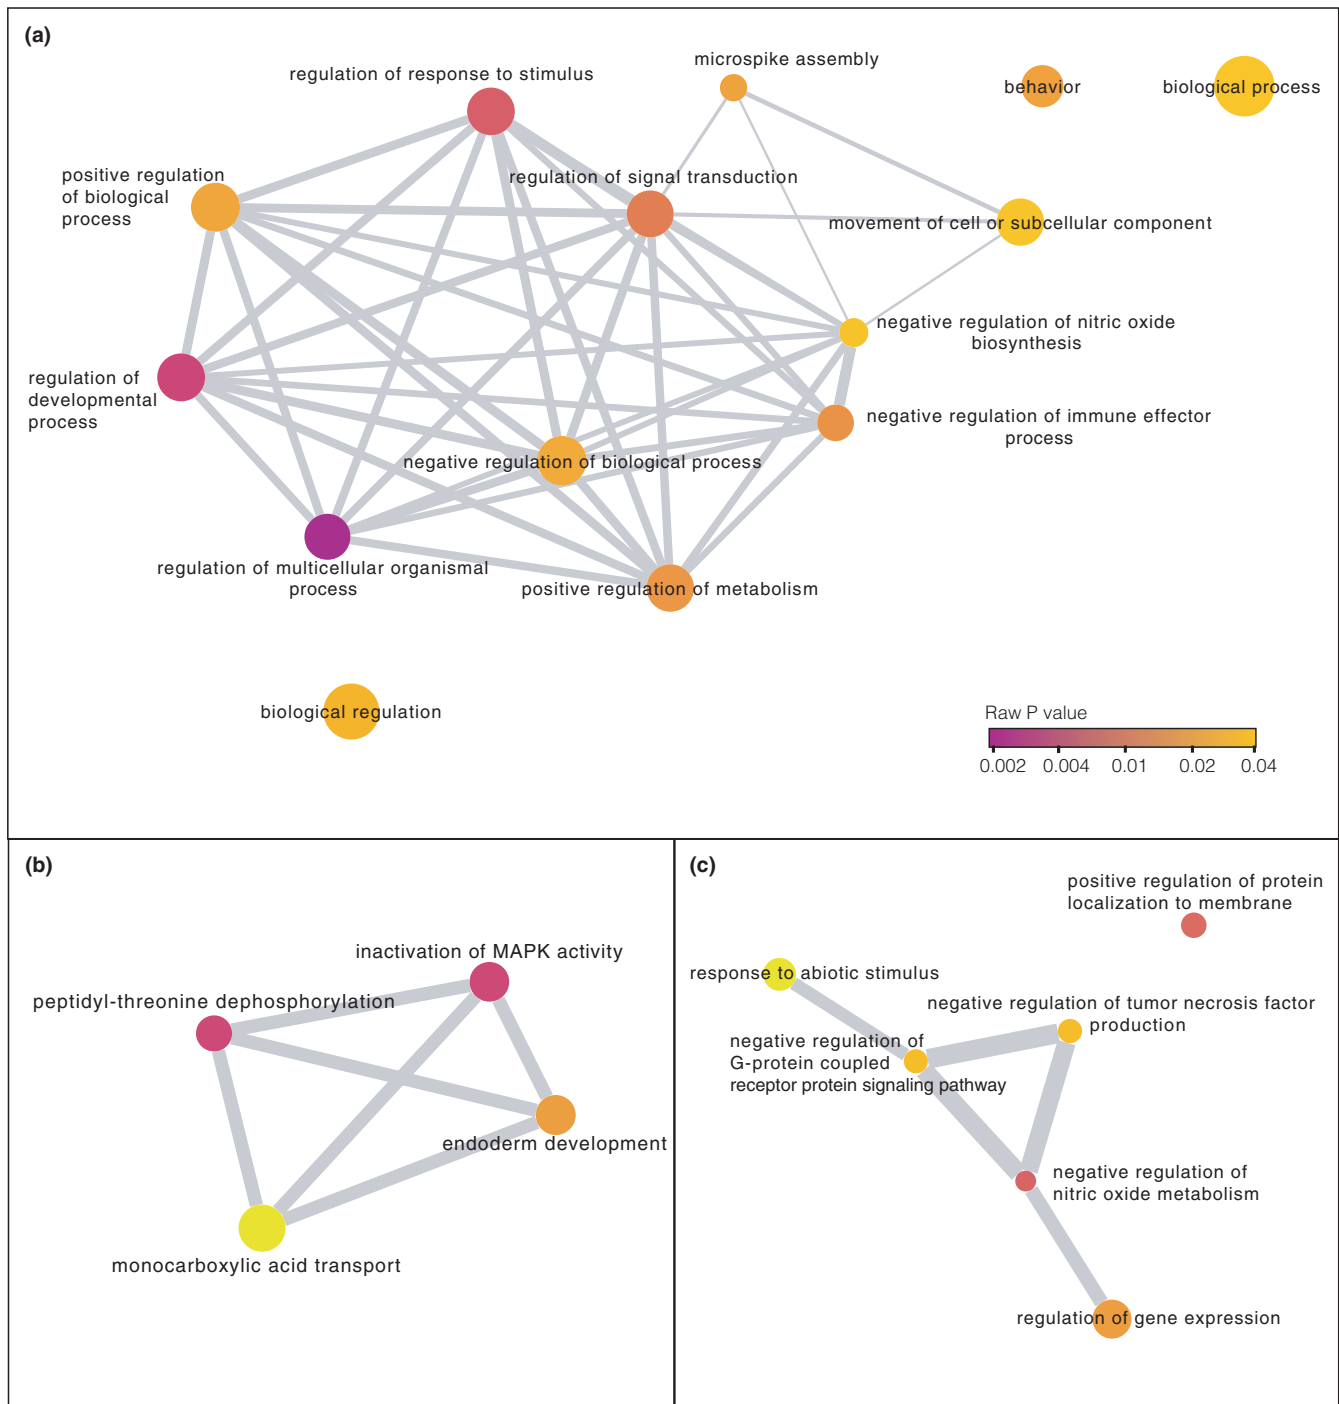 (a)
regulation of response to stimulus
microspike assembly
behavior
biological process
positive regulation
of biological
process
regulation of signal transduction
movement of cell or subcellular component
negative regulation of nitric oxide
biosynthesis
regulation of
developmental
process
negative regulation of immune effector
process
negative regulation of biological process
regulation of multicellular organismal
process
positive regulation of metabolism
biological regulation
Raw P value
0.002 0.004 0.01 0.02 0.04
(b)
inactivation of MAPK activity
peptidyl-threonine dephosphorylation
endoderm development
monocarboxylic acid transport
(c)
positive regulation of protein
localization to membrane
response to abiotic stimulus
negative regulation of tumor necrosis factor
production
negative regulation of
G-protein coupled
receptor protein signaling pathway
negative regulation of
nitric oxide metabolism
regulation of gene expression